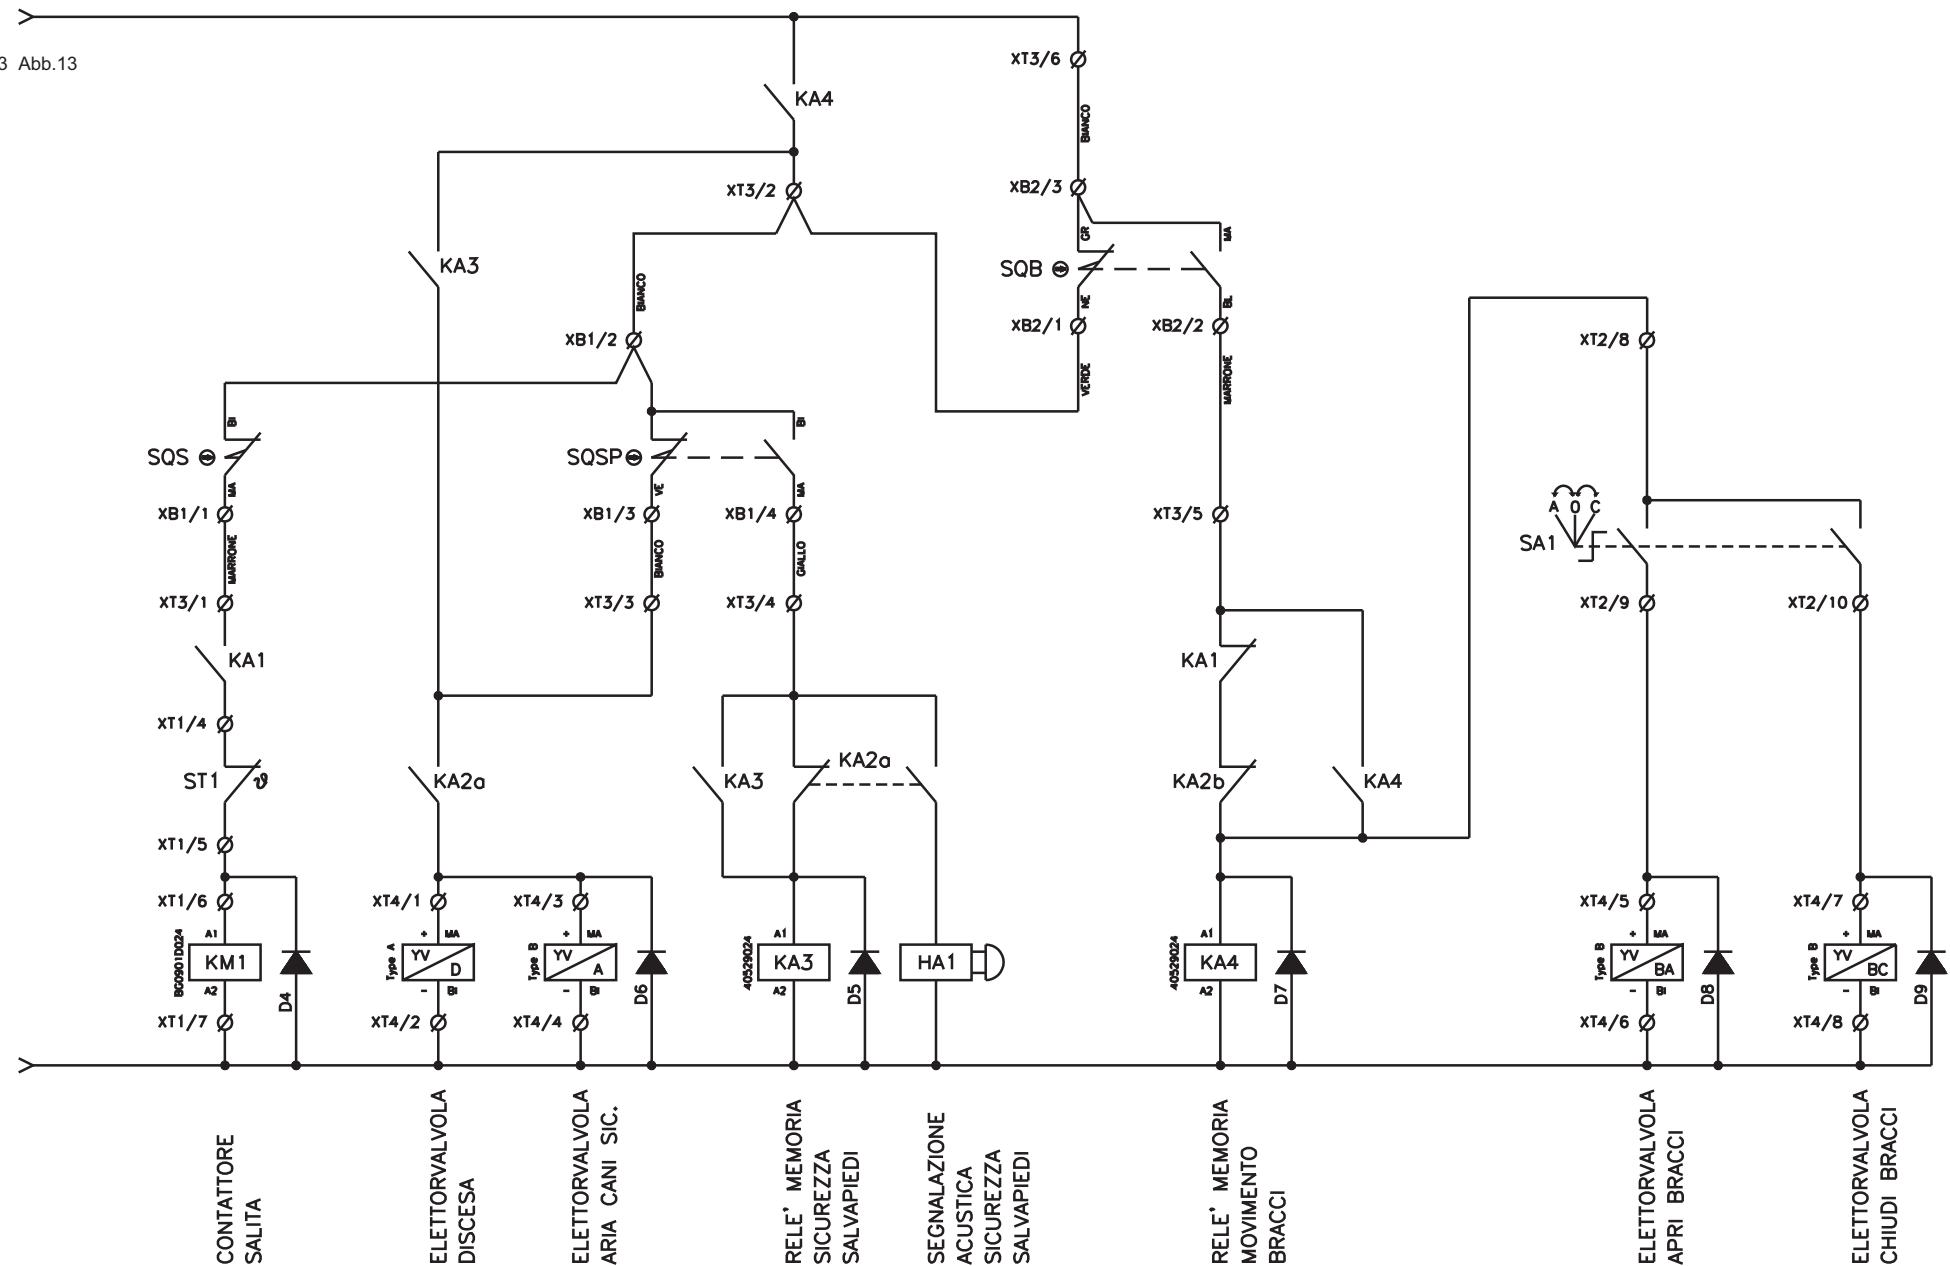 3 Abb.13
XT3/6
KA4
BIANCO
XT3/2
XB2/3
GR
MA
KA3
SQB
BIANCO
NE
BL
XB1/2
XB2/1
XB2/2
XT2/8
VERDE
MARRONE
BI
BI
SQS
SQSP
MA
VE
MA
A O C
XB1/1
XB1/3
XB1/4
XT3/5
SA1
MARRONE
BIANCO
GIALLO
XT3/1
XT3/3
XT3/4
XT2/9
XT2/10
KA1
KA1
XT1/4
ST1
ϑ
KA2a
KA3
KA2a
KA2b
KA4
XT1/5
XT1/6
XT4/1
XT4/3
XT4/5
XT4/7
A1
+ MA
+ MA
A1
A1
+ MA
+ MA
BG0901D024
KM1
Type A
YV
D
Type B
YV
A
40529024
KA3
HA1
40529024
KA4
Type B
YV
BA
Type B
YV
BC
A2
- BI
- BI
A2
A2
- BI
- BI
D4
D6
D5
D7
D8
D9
XT1/7
XT4/2
XT4/4
XT4/6
XT4/8
CONTATTORE
SALITA
ELETTORVALVOLA
DISCESA
ELETTORVALVOLA
ARIA CANI SIC.
RELE' MEMORIA
SICUREZZA
SALVAPIEDI
SEGNALAZIONE
ACUSTICA
SICUREZZA
SALVAPIEDI
RELE' MEMORIA
MOVIMENTO
BRACCI
ELETTORVALVOLA
APRI BRACCI
ELETTORVALVOLA
CHIUDI BRACCI